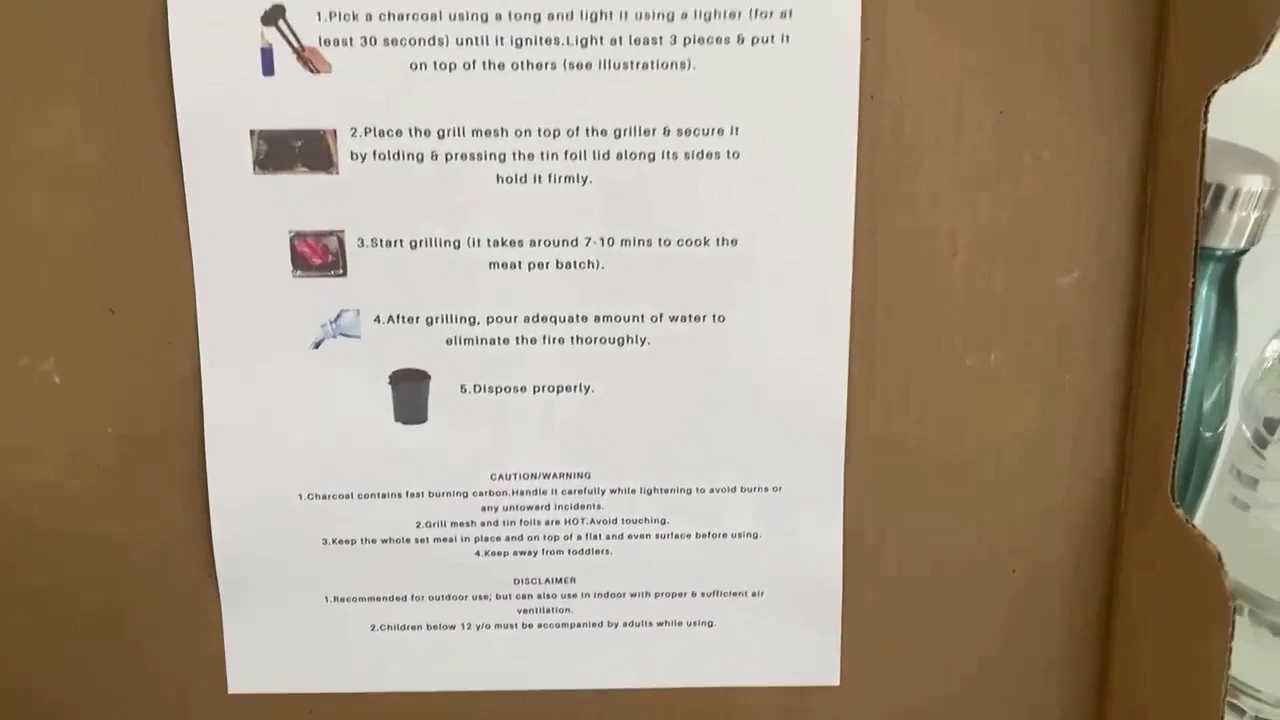 1.Pick a charcoal using a tong and light it using a lighter (for at
least 30 seconds) until it ignites.Light at least 3 pieces & put it
on top of the others (see illustrations).
2.Place the grill mesh on top of the griller & secure it
by folding & pressing the tin foil lid along its sides to
hold it firmly.
3.Start grilling (it takes around 7-10 mins to cook the
meat per batch).
4.After grilling, pour adequate amount of water to
eliminate the fire thoroughly.
5.Dispose properly.
CAUTION/WARNING
1.Charcoal contains fast burning carbon.Handle it carefully while lightening to avoid burns or
any untoward incidents.
2.Grill mesh and tin foils are HOT.Avoid touching.
3.Keep the whole set meal in place and on top of a flat and even surface before using.
4.Keep away from toddlers.
DISCLAIMER
1.Recommended for outdoor use; but can also use in indoor with proper & sufficient air
ventilation.
2.Children below 12 y/o must be accompanied by adults while using.